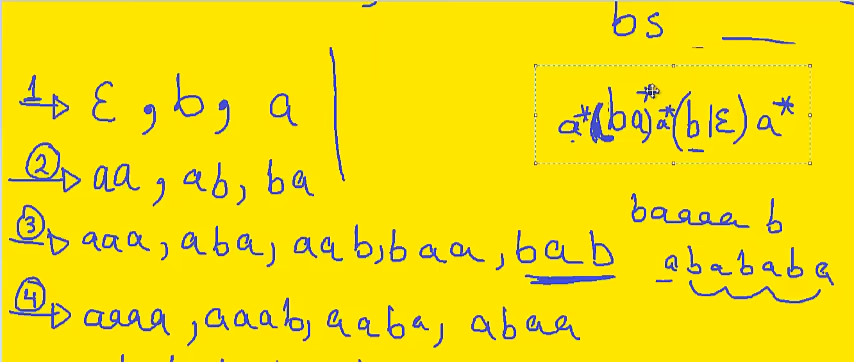 bs
1 ε, b, a
a*(ba)*a*(b|ε)a*
2 aa, ab, ba
3 aaa, aba, aab, baa, bab
baaaa b
abababa
4 aaaa, aaab, aaba, abaa